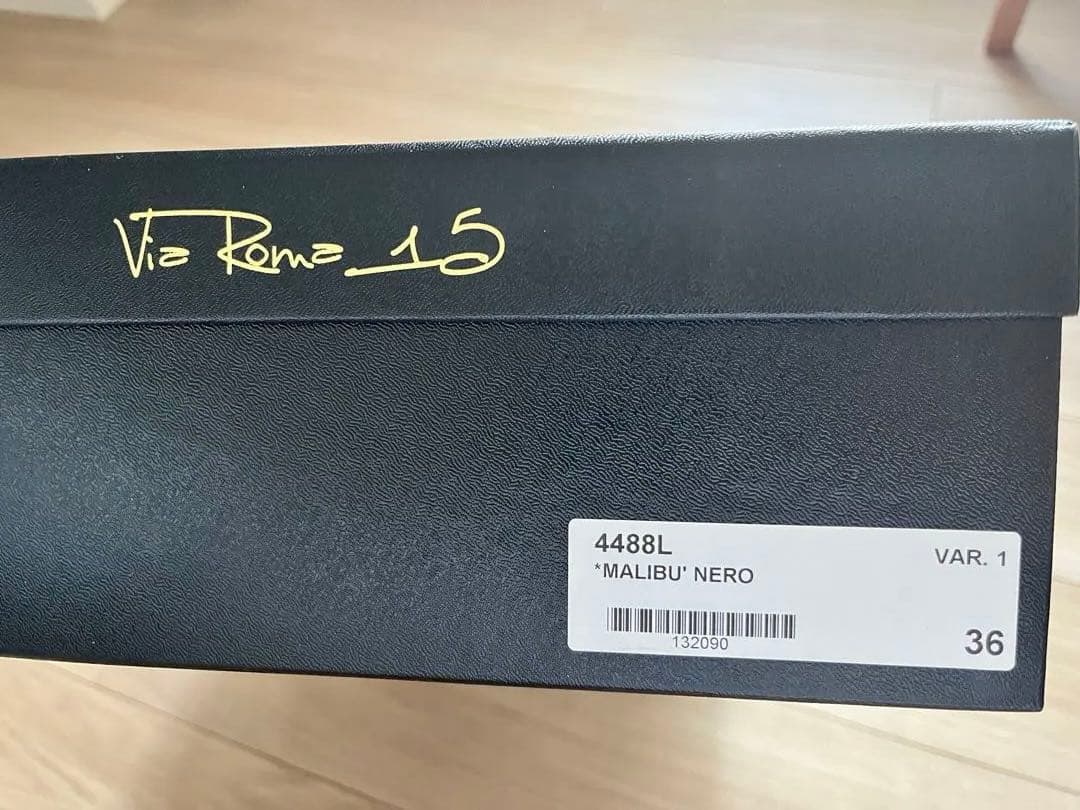 Via Roma 15
4488L
VAR. 1
*MALIBU' NERO
132090
36